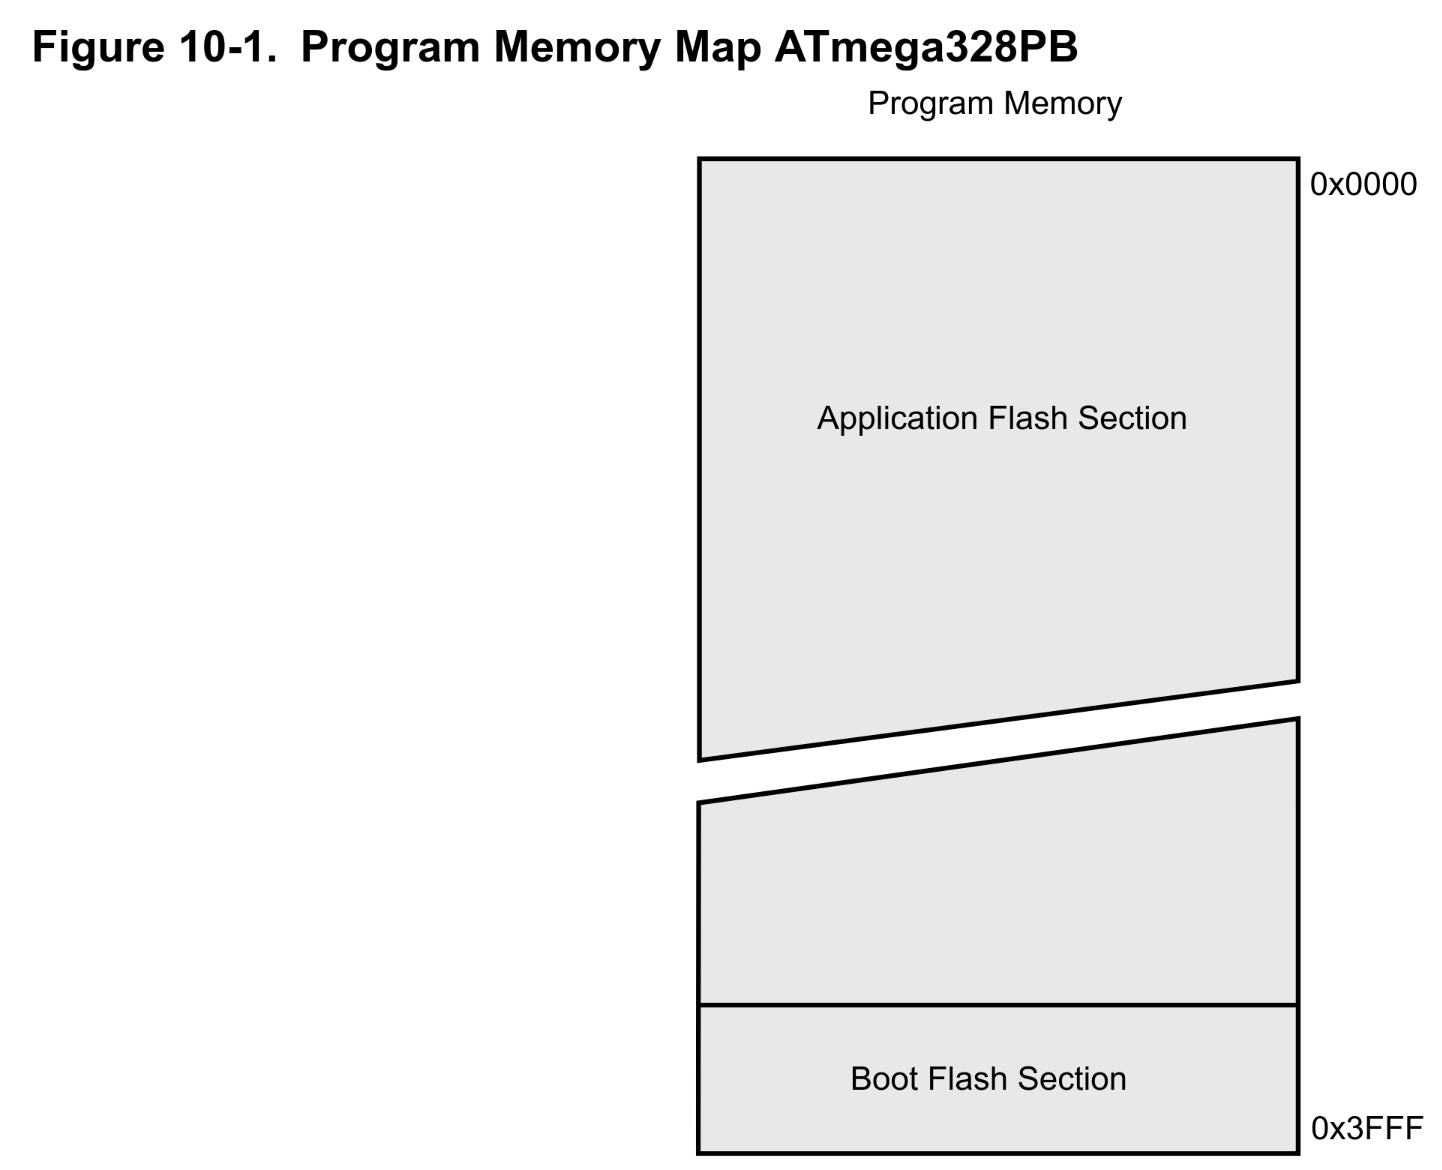 Figure 10-1. Program Memory Map ATmega328PB
Program Memory
0x0000
Application Flash Section
Boot Flash Section
0x3FFF